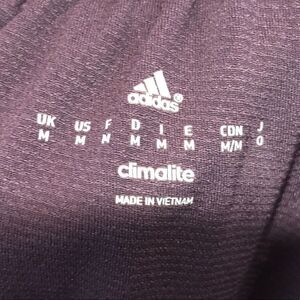 adidas®
UK US F D I E CDN J
M M M M M M M/M O
climalite
MADE IN VIETNAM